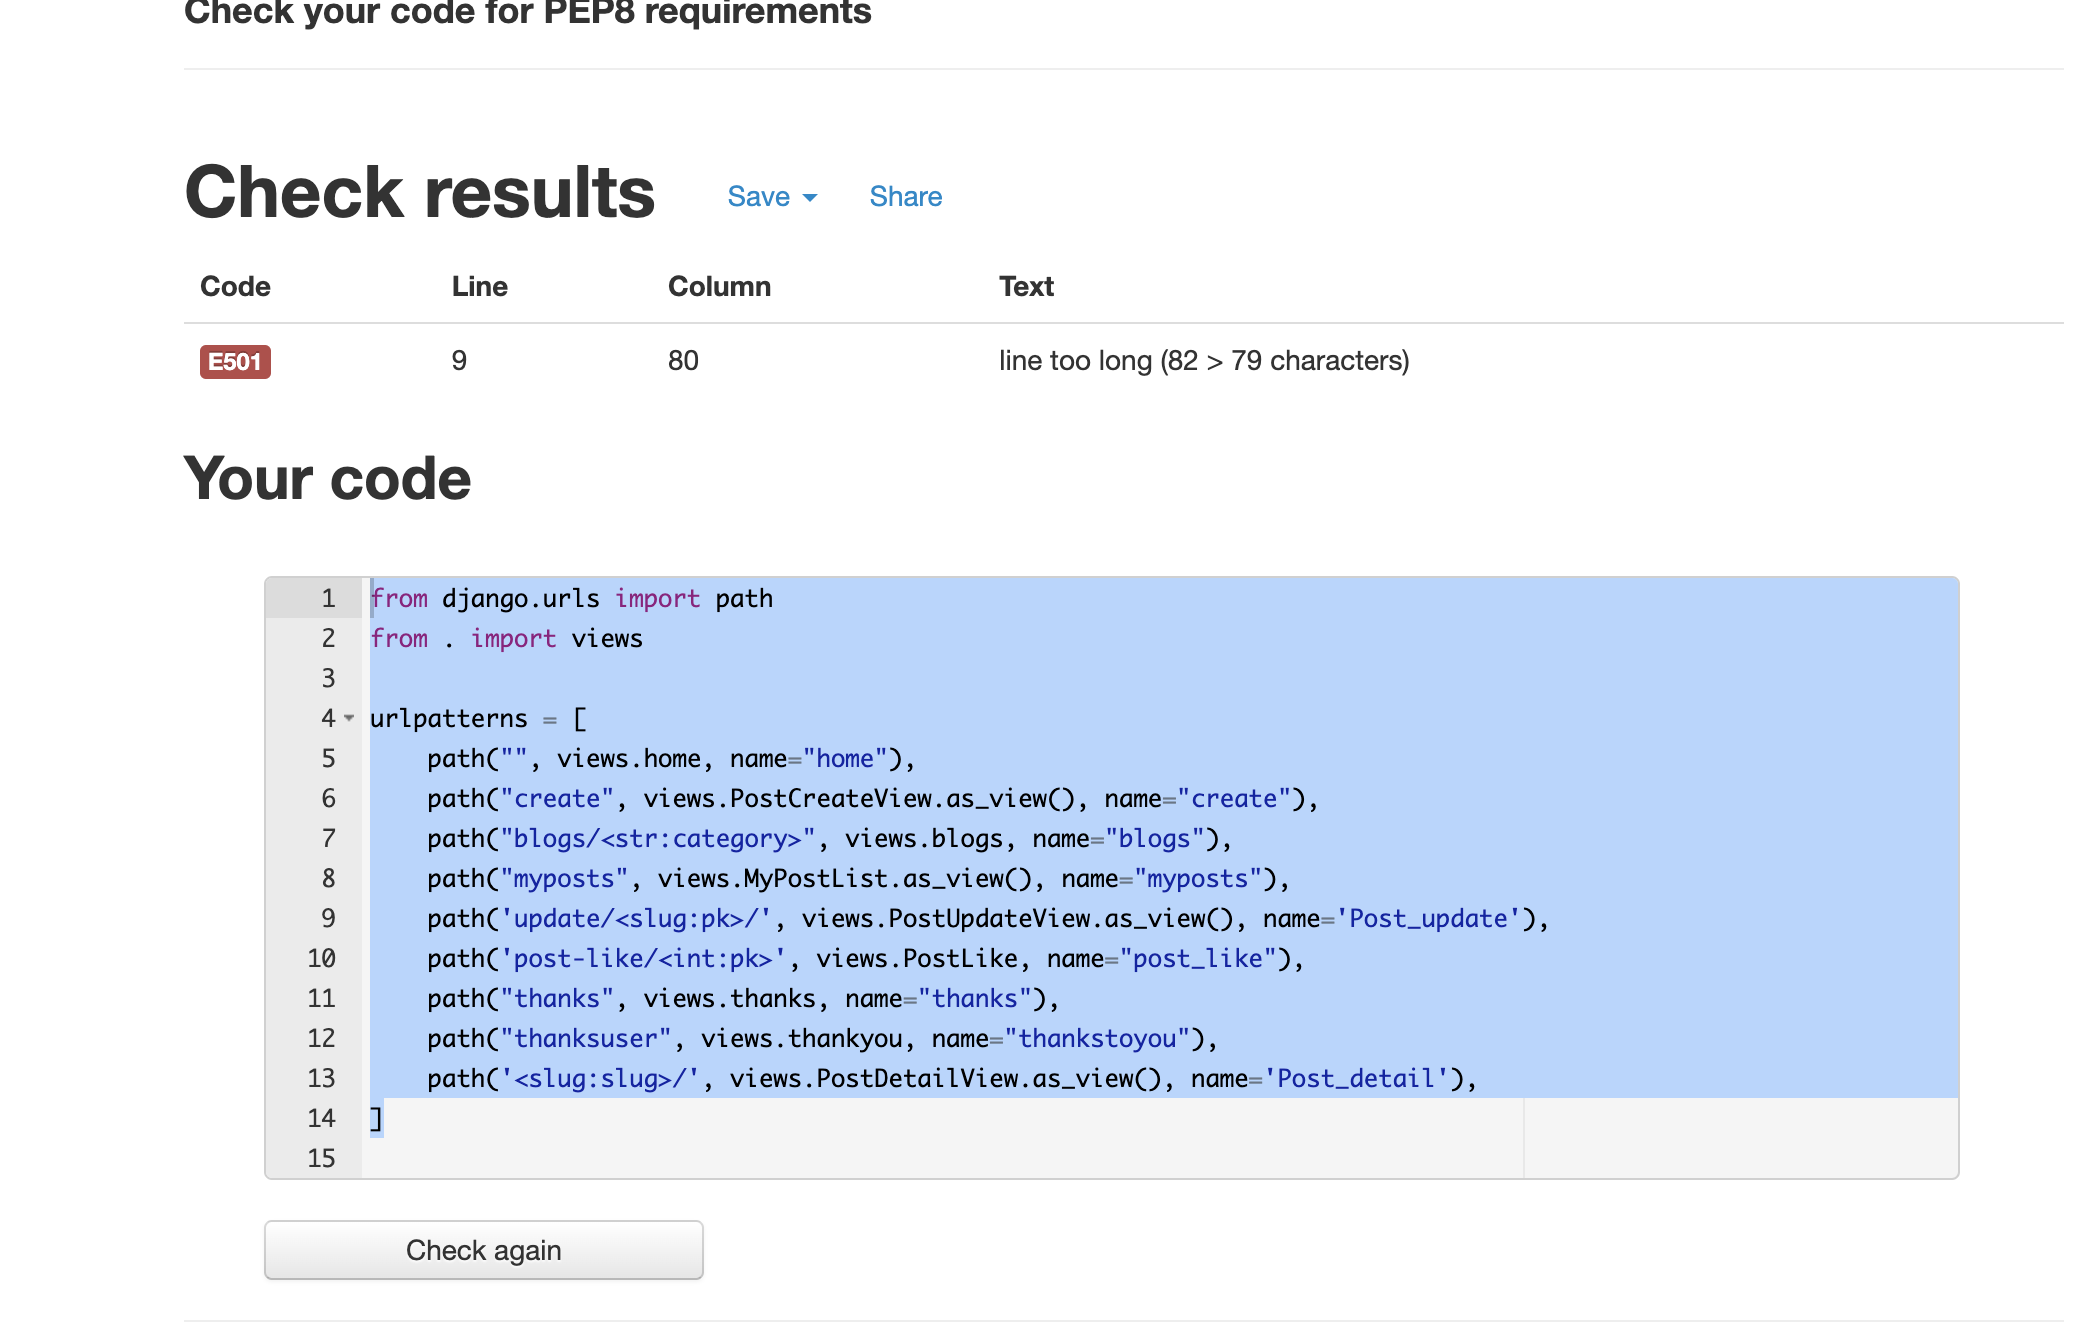 Check your code for PEP8 requirements
Check results Save Share
Code Line Column Text
E501 9 80 line too long (82 > 79 characters)
Your code
1 from django.urls import path
2 from . import views
3
4 urlpatterns = [
5     path("", views.home, name="home"),
6     path("create", views.PostCreateView.as_view(), name="create"),
7     path("blogs/<str:category>", views.blogs, name="blogs"),
8     path("myposts", views.MyPostList.as_view(), name="myposts"),
9     path('update/<slug:pk>/', views.PostUpdateView.as_view(), name='Post_update'),
10     path('post-like/<int:pk>', views.PostLike, name="post_like"),
11     path("thanks", views.thanks, name="thanks"),
12     path("thanksuser", views.thankyou, name="thankstoyou"),
13     path('<slug:slug>/', views.PostDetailView.as_view(), name='Post_detail'),
14 ]
15
Check again